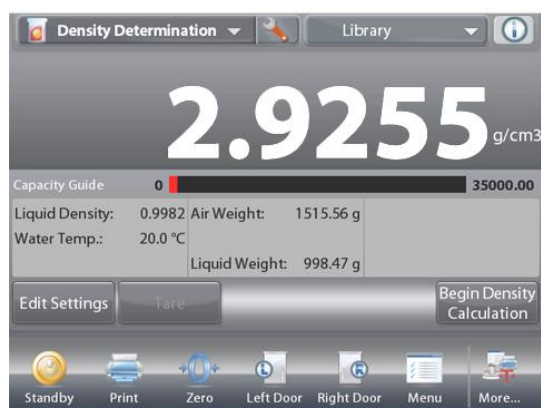 Density Determination Library
2.9255 g/cm3
Capacity Guide 0 35000.00
Liquid Density: 0.9982 Air Weight: 1515.56 g
Water Temp.: 20.0 °C
Liquid Weight: 998.47 g
Edit Settings Tare Begin Density
Calculation
Standby Print Zero Left Door Right Door Menu More...